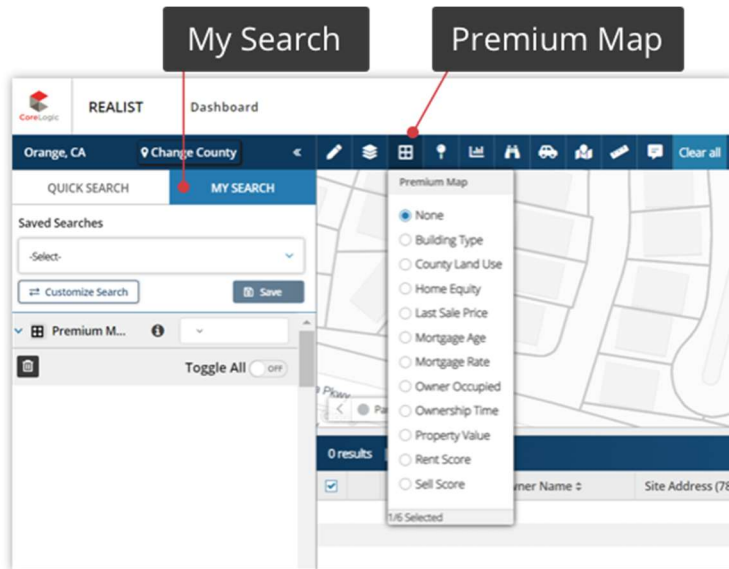 My Search
Premium Map
CoreLogic
REALIST
Dashboard
Orange, CA
Change County
«
Clear all
QUICK SEARCH
MY SEARCH
Saved Searches
-Select-
Customize Search
Save
Premium M...
Toggle All
OFF
Premium Map
None
Building Type
County Land Use
Home Equity
Last Sale Price
Mortgage Age
Mortgage Rate
Owner Occupied
Ownership Time
Property Value
Rent Score
Sell Score
1/6 Selected
Pkwy
0 results
Site Address (78